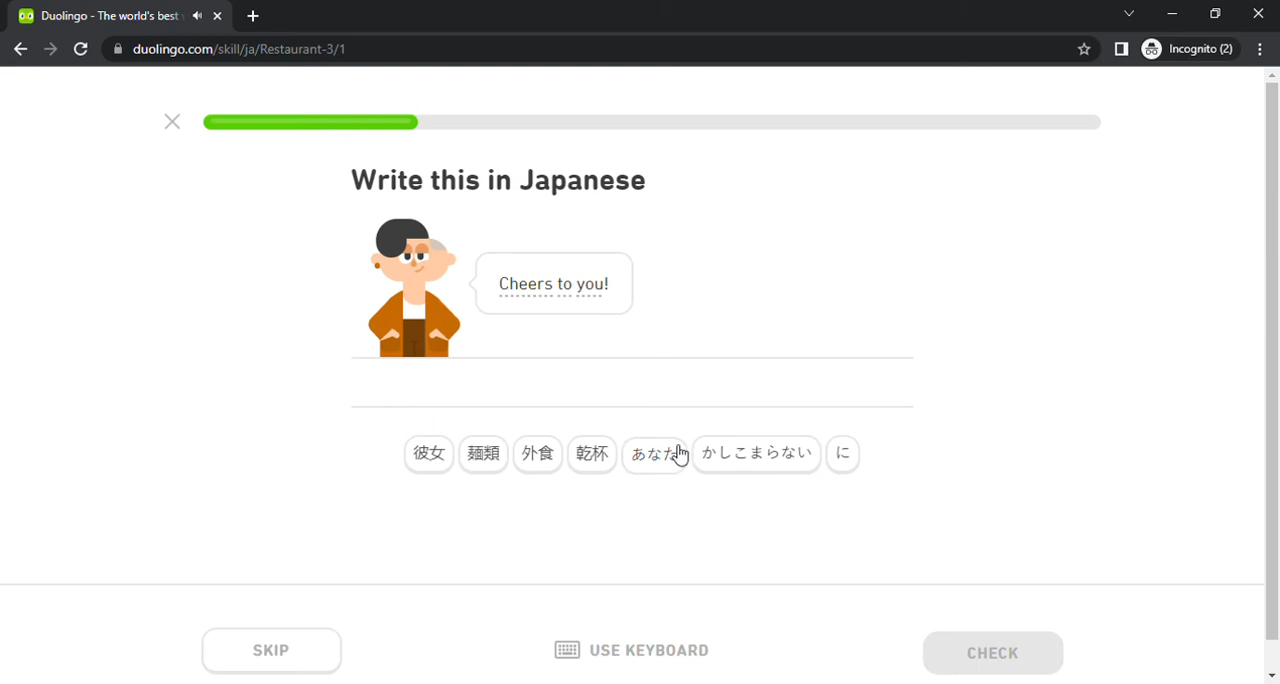 Duolingo - The world's best
duolingo.com/skill/ja/Restaurant-3/1
Incognito (2)
Write this in Japanese
Cheers to you!
彼女 麺類 外食 乾杯 あなた かしこまらない に
SKIP
USE KEYBOARD
CHECK